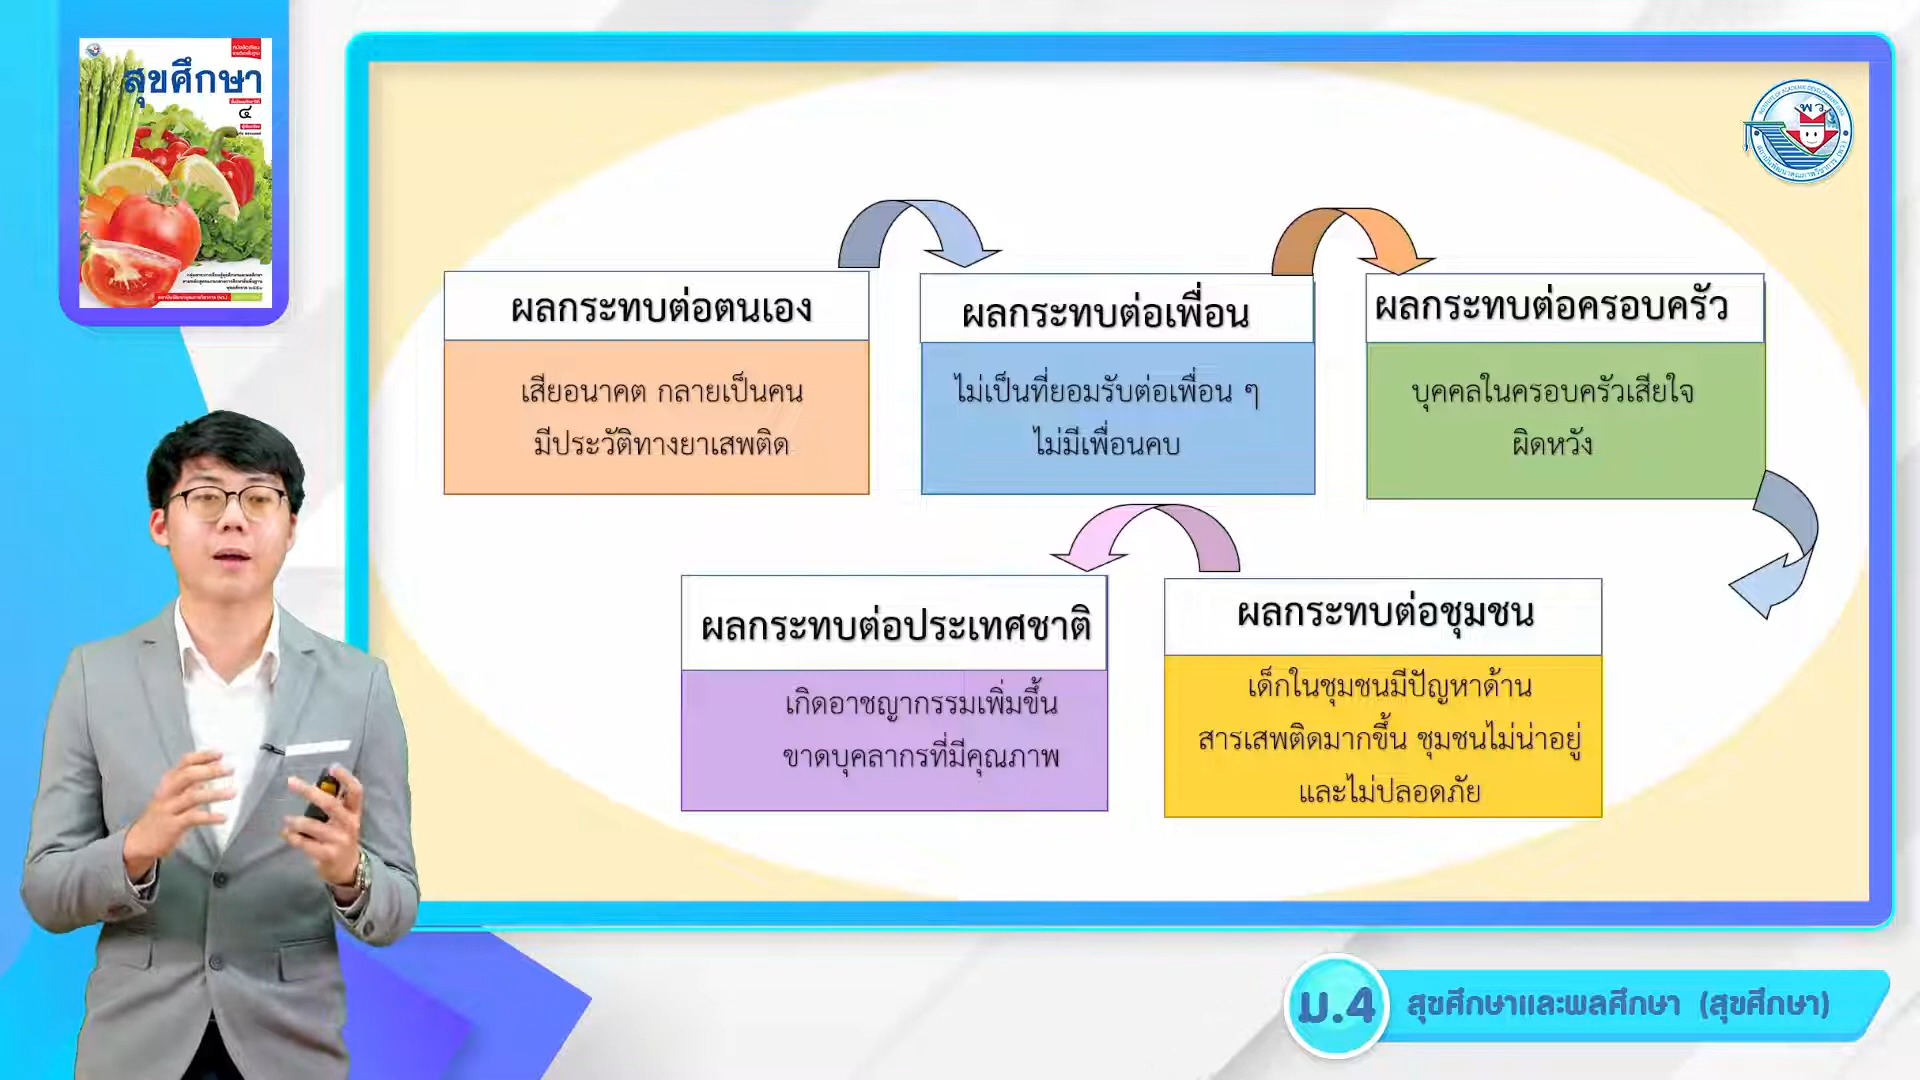 สุขศึกษา
๔
พว.
ผลกระทบต่อตนเอง
เสียอนาคต กลายเป็นคน
มีประวัติทางยาเสพติด
ผลกระทบต่อเพื่อน
ไม่เป็นที่ยอมรับต่อเพื่อน ๆ
ไม่มีเพื่อนคบ
ผลกระทบต่อครอบครัว
บุคคลในครอบครัวเสียใจ
ผิดหวัง
ผลกระทบต่อประเทศชาติ
เกิดอาชญากรรมเพิ่มขึ้น
ขาดบุคลากรที่มีคุณภาพ
ผลกระทบต่อชุมชน
เด็กในชุมชนมีปัญหาด้าน
สารเสพติดมากขึ้น ชุมชนไม่น่าอยู่
และไม่ปลอดภัย
ม.4 สุขศึกษาและพลศึกษา (สุขศึกษา)